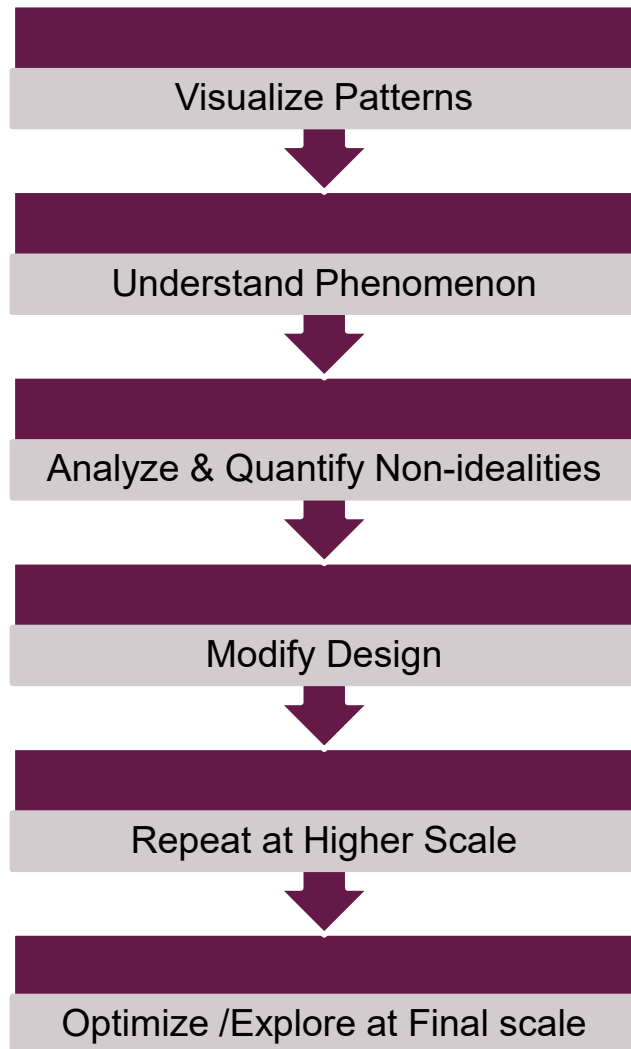 Visualize Patterns
Understand Phenomenon
Analyze & Quantify Non-idealities
Modify Design
Repeat at Higher Scale
Optimize /Explore at Final scale